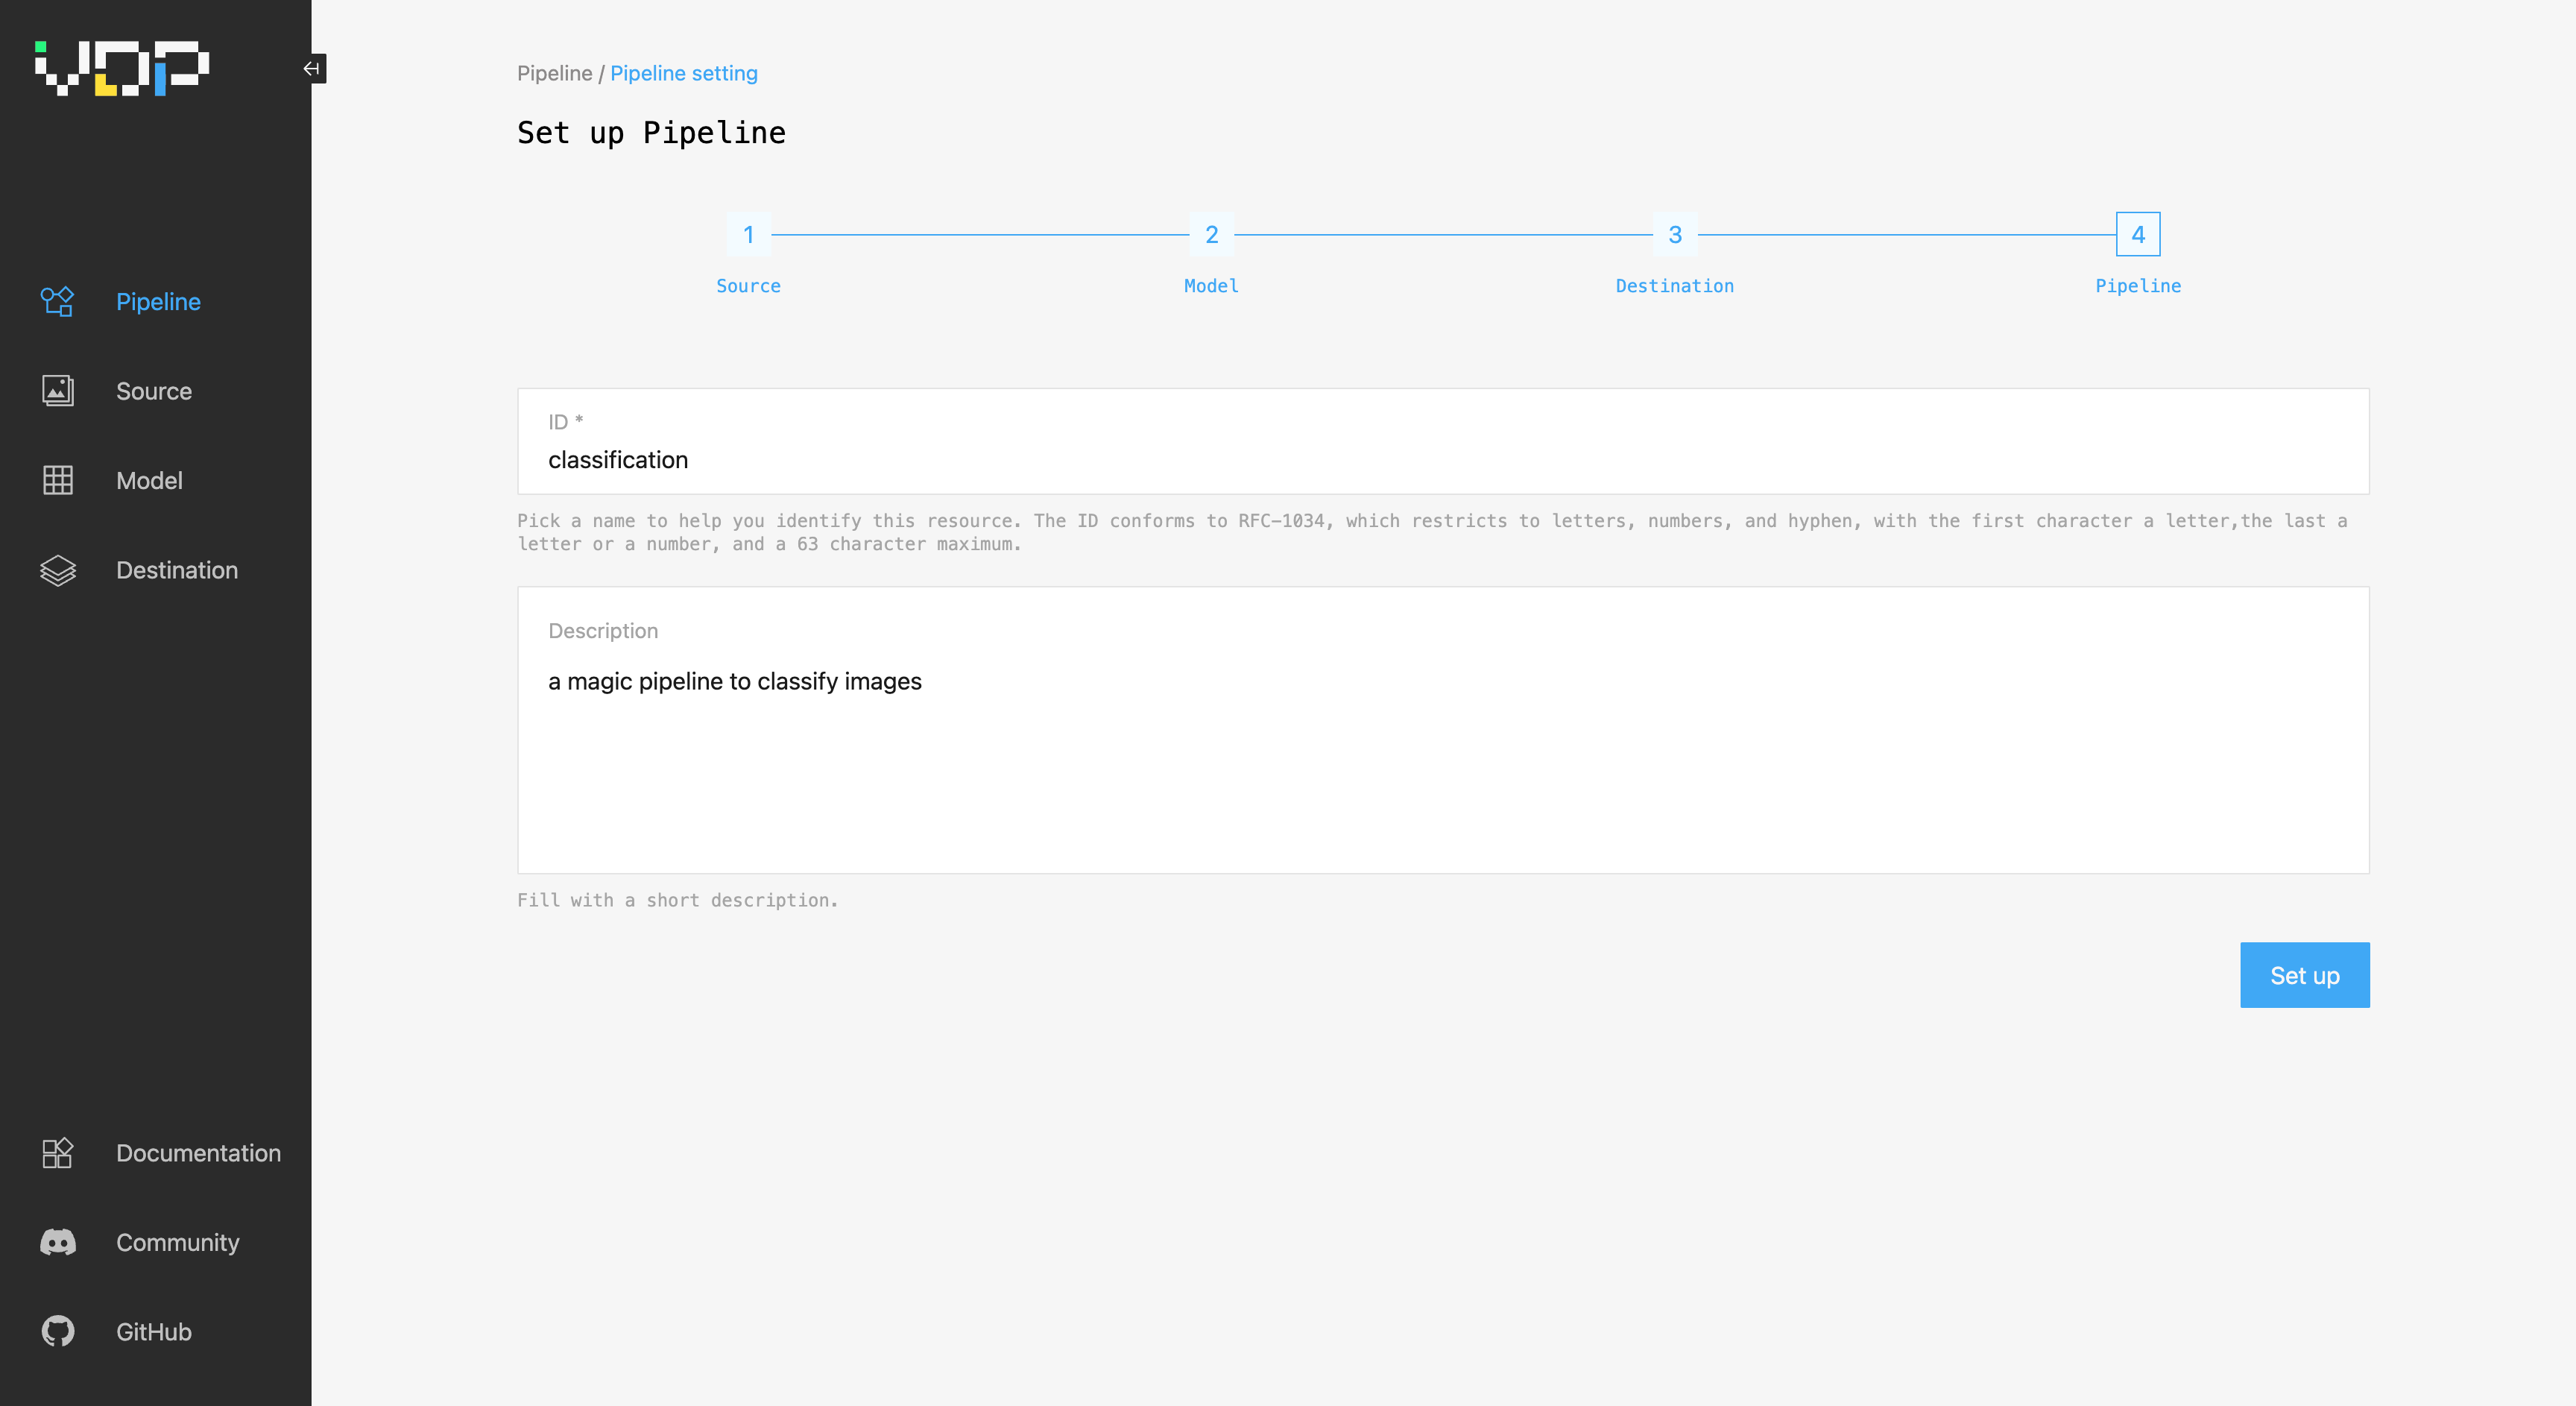 VDP
Pipeline
Source
Model
Destination
Documentation
Community
GitHub
Pipeline / Pipeline setting
Set up Pipeline
1 2 3 4
Source Model Destination Pipeline
ID *
classification
Pick a name to help you identify this resource. The ID conforms to RFC-1034, which restricts to letters, numbers, and hyphen, with the first character a letter,the last a
letter or a number, and a 63 character maximum.
Description
a magic pipeline to classify images
Fill with a short description.
Set up